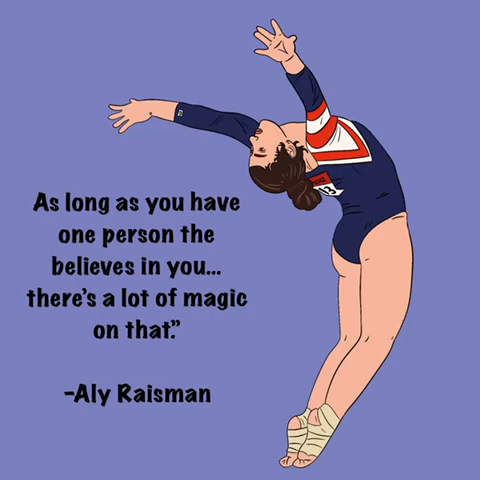 As long as you have
one person the
believes in you...
there's a lot of magic
on that."
-Aly Raisman